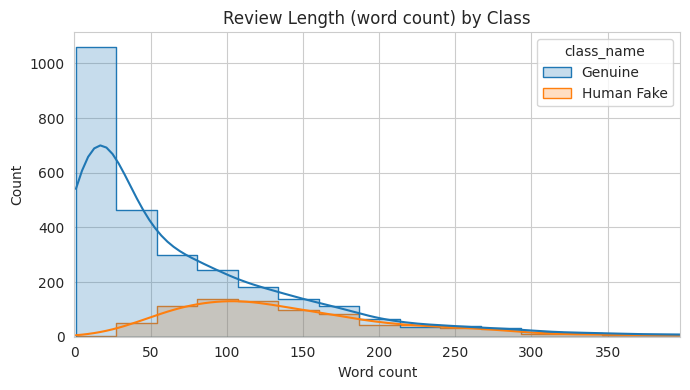 Review Length (word count) by Class
class_name
Genuine
Human Fake
Count
1000
800
600
400
200
0
0 50 100 150 200 250 300 350
Word count